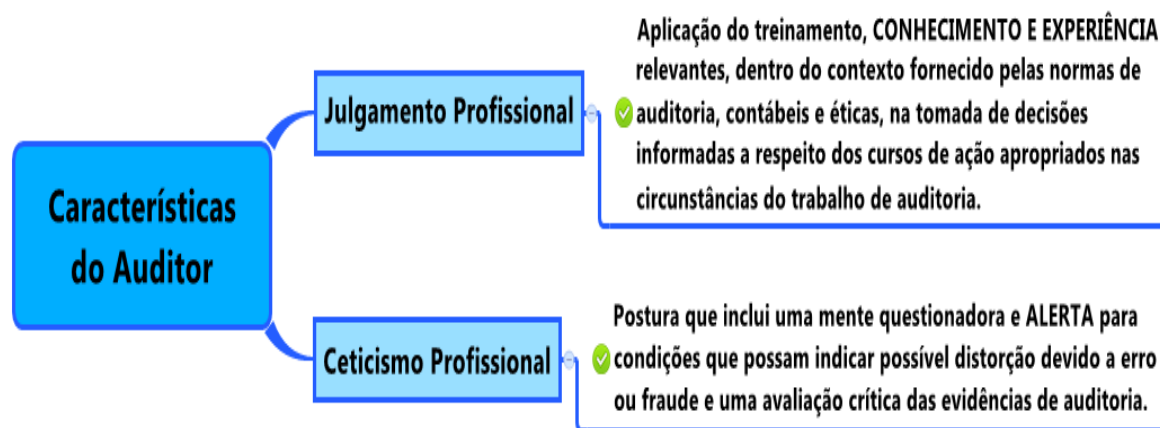 Características
do Auditor
Julgamento Profissional
Aplicação do treinamento, CONHECIMENTO E EXPERIÊNCIA
relevantes, dentro do contexto fornecido pelas normas de
auditoria, contábeis e éticas, na tomada de decisões
informadas a respeito dos cursos de ação apropriados nas
circunstâncias do trabalho de auditoria.
Ceticismo Profissional
Postura que inclui uma mente questionadora e ALERTA para
condições que possam indicar possível distorção devido a erro
ou fraude e uma avaliação crítica das evidências de auditoria.